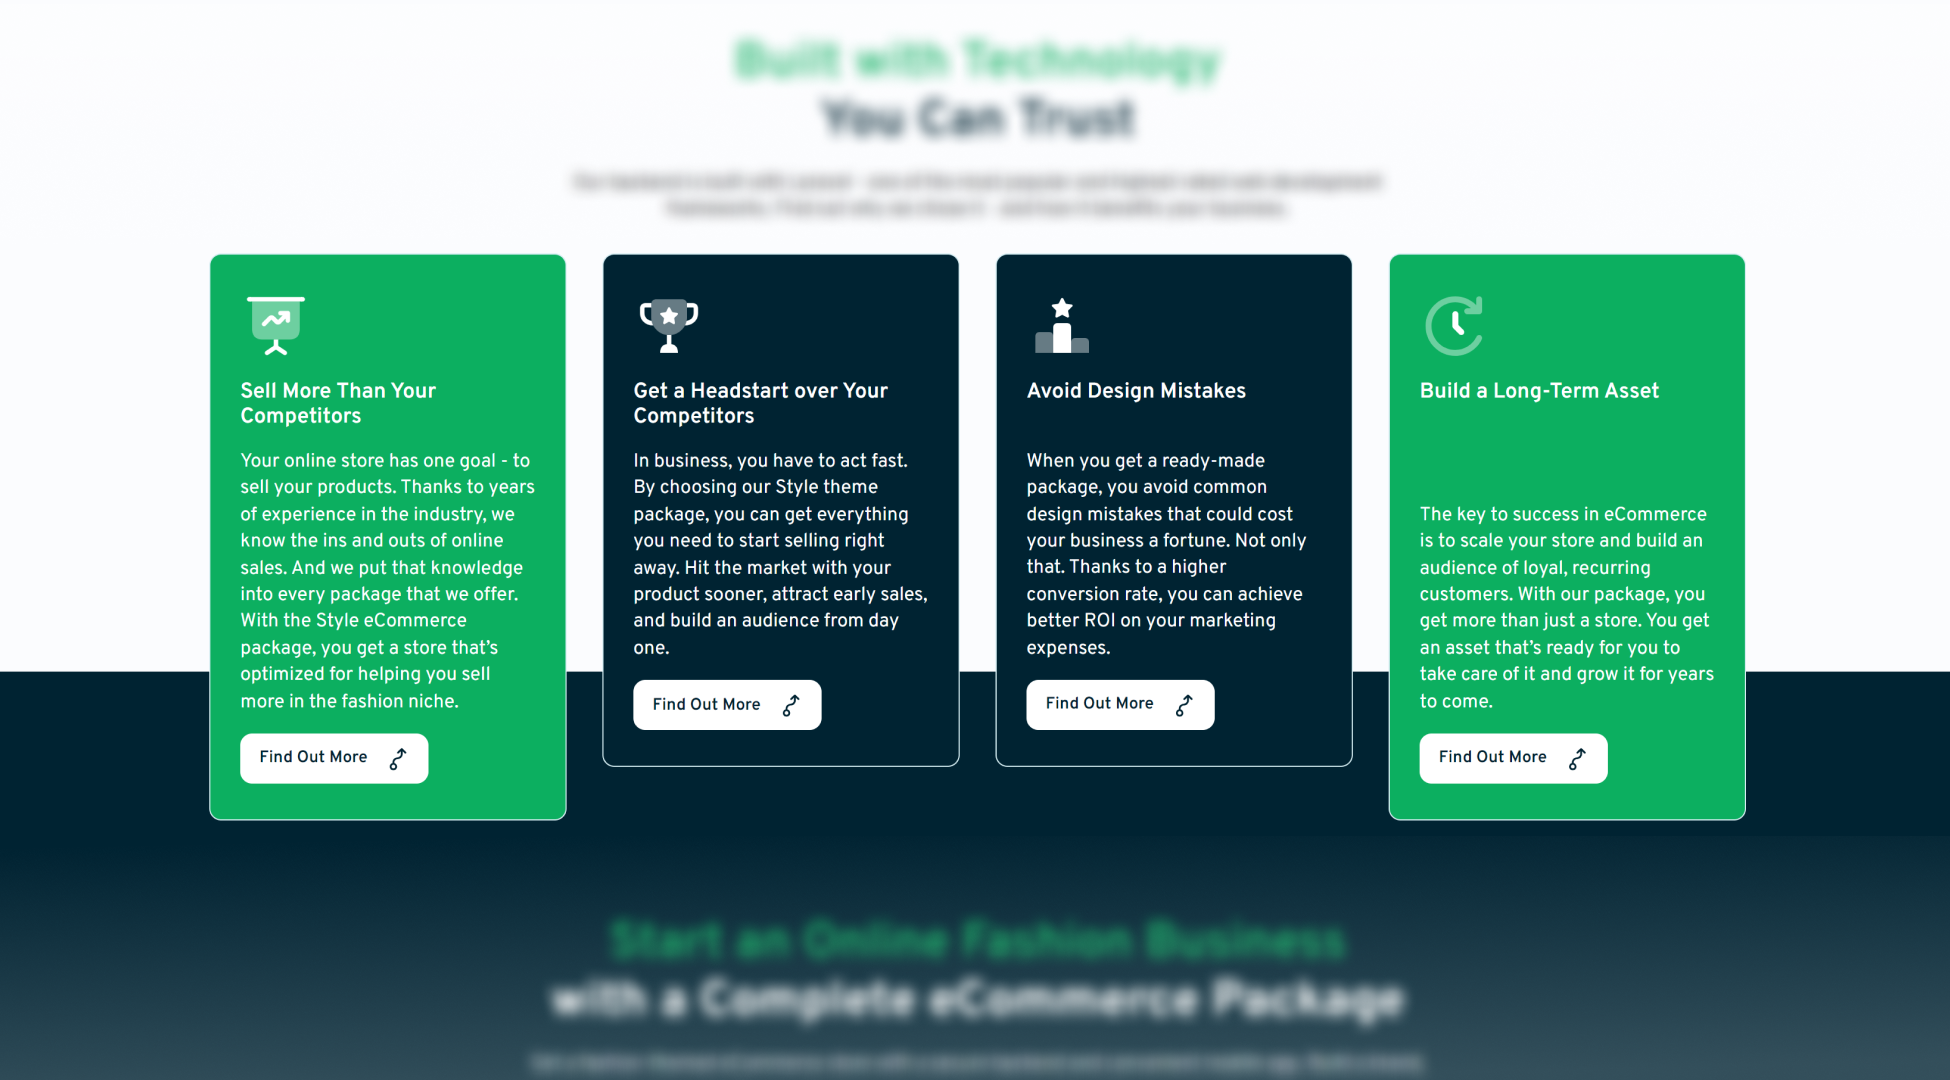 Built with Technology
You Can Trust
Sell More Than Your
Competitors
Your online store has one goal - to
sell your products. Thanks to years
of experience in the industry, we
know the ins and outs of online
sales. And we put that knowledge
into every package that we offer.
With the Style eCommerce
package, you get a store that’s
optimized for helping you sell
more in the fashion niche.
Find Out More
Get a Headstart over Your
Competitors
In business, you have to act fast.
By choosing our Style theme
package, you can get everything
you need to start selling right
away. Hit the market with your
product sooner, attract early sales,
and build an audience from day
one.
Find Out More
Avoid Design Mistakes
When you get a ready-made
package, you avoid common
design mistakes that could cost
your business a fortune. Not only
that. Thanks to a higher
conversion rate, you can achieve
better ROI on your marketing
expenses.
Find Out More
Build a Long-Term Asset
The key to success in eCommerce
is to scale your store and build an
audience of loyal, recurring
customers. With our package, you
get more than just a store. You get
an asset that’s ready for you to
take care of it and grow it for years
to come.
Find Out More
Start an Online Fashion Business
with a Complete eCommerce Package